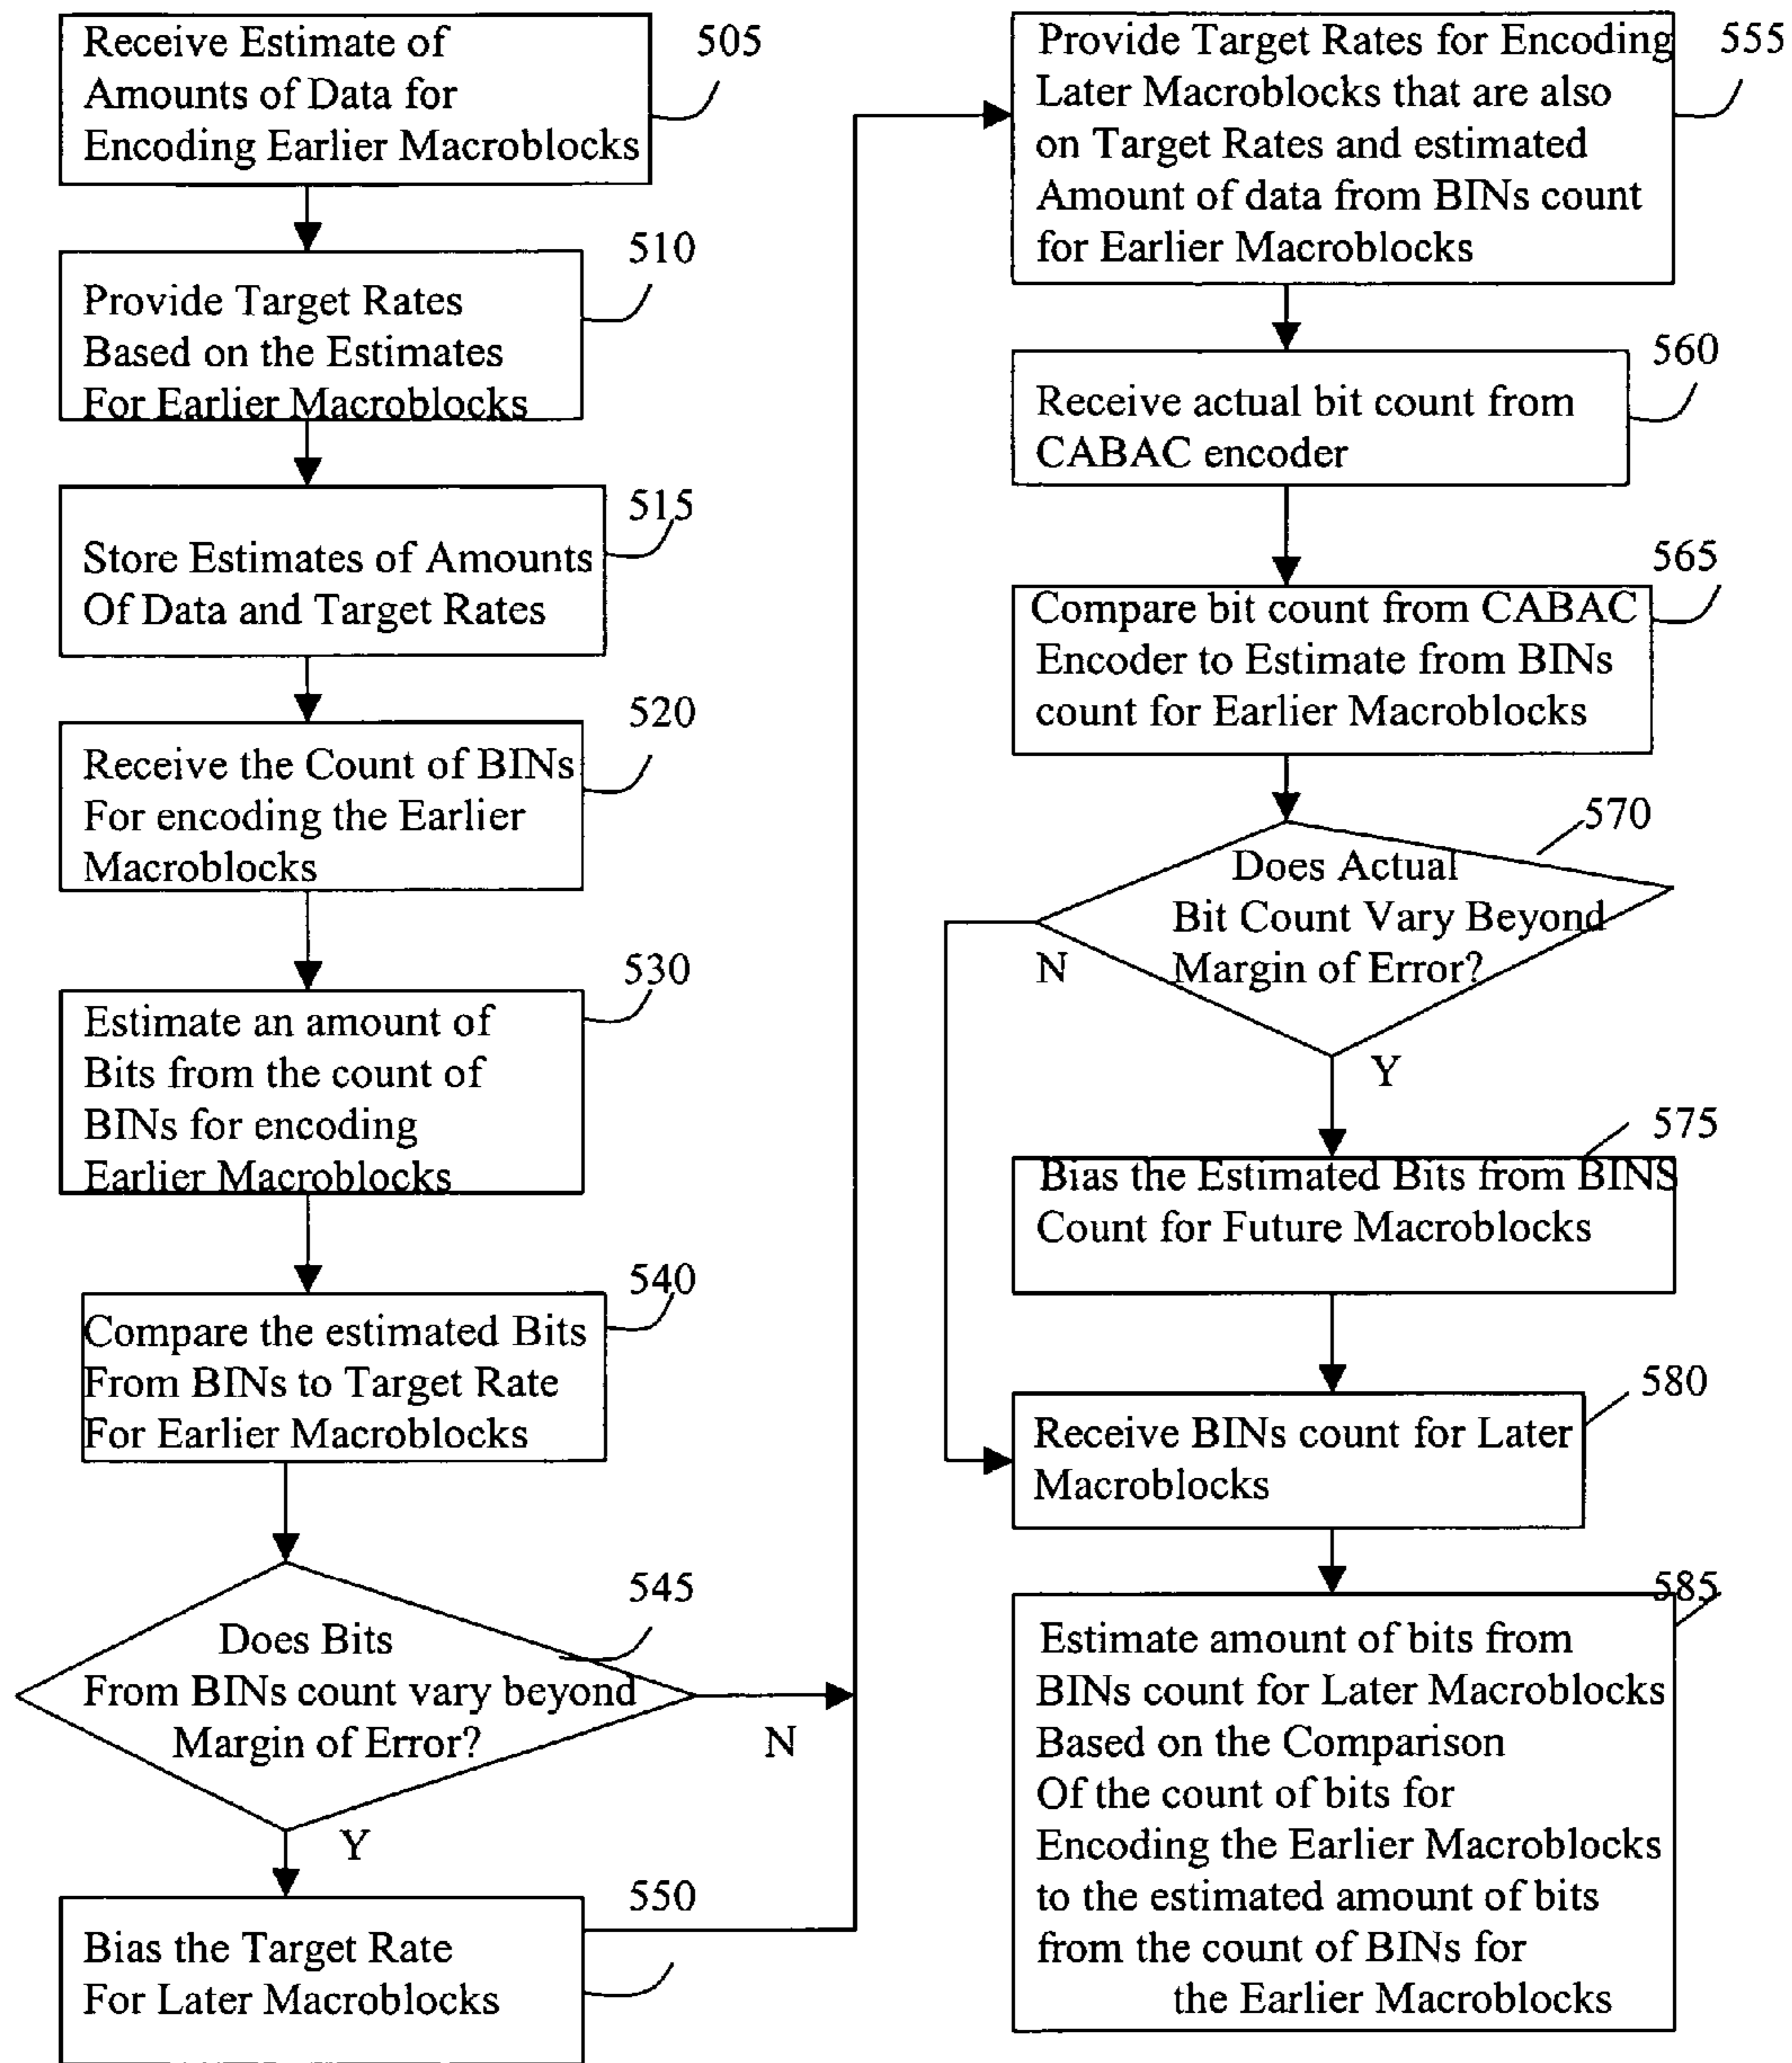 Receive Estimate of
Amounts of Data for
Encoding Earlier Macroblocks
505
Provide Target Rates
Based on the Estimates
For Earlier Macroblocks
510
Store Estimates of Amounts
Of Data and Target Rates
515
Receive the Count of BINs
For encoding the Earlier
Macroblocks
520
Estimate an amount of
Bits from the count of
BINs for encoding
Earlier Macroblocks
530
Compare the estimated Bits
From BINs to Target Rate
For Earlier Macroblocks
540
Does Bits
From BINs count vary beyond
Margin of Error?
545
N
Y
Bias the Target Rate
For Later Macroblocks
550
Provide Target Rates for Encoding
Later Macroblocks that are also
on Target Rates and estimated
Amount of data from BINs count
for Earlier Macroblocks
555
Receive actual bit count from
CABAC encoder
560
Compare bit count from CABAC
Encoder to Estimate from BINs
count for Earlier Macroblocks
565
Does Actual
Bit Count Vary Beyond
Margin of Error?
570
N
Y
Bias the Estimated Bits from BINS
Count for Future Macroblocks
575
Receive BINs count for Later
Macroblocks
580
Estimate amount of bits from
BINs count for Later Macroblocks
Based on the Comparison
Of the count of bits for
Encoding the Earlier Macroblocks
to the estimated amount of bits
from the count of BINs for
the Earlier Macroblocks
585